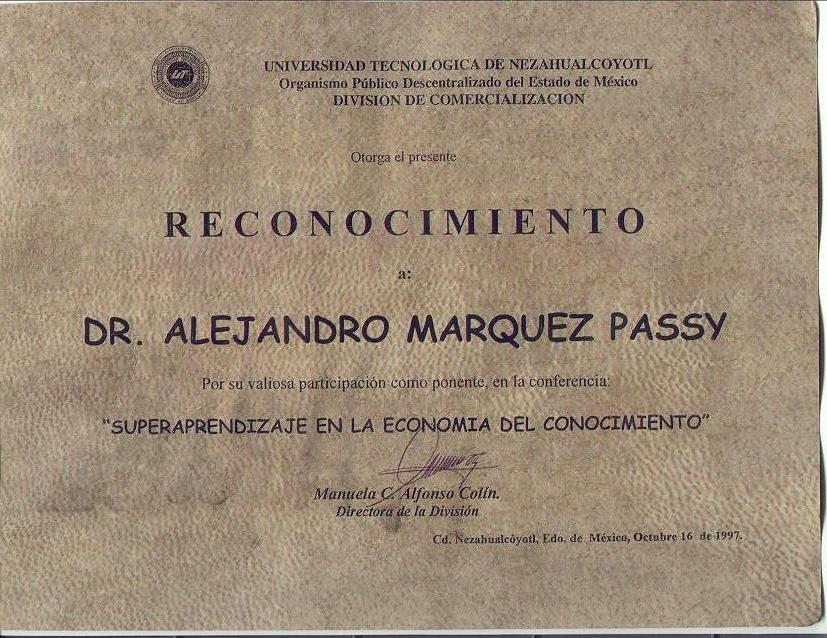 UT
UNIVERSIDAD TECNOLOGICA DE NEZAHUALCOYOTL
Organismo Público Descentralizado del Estado de México
DIVISION DE COMERCIALIZACION
Otorga el presente
RECONOCIMIENTO
a:
DR. ALEJANDRO MARQUEZ PASSY
Por su valiosa participación como ponente, en la conferencia:
"SUPERAPRENDIZAJE EN LA ECONOMIA DEL CONOCIMIENTO"
Manuela C. Alfonso Colín.
Directora de la División
Cd. Nezahualcóyotl, Edo. de México, Octubre 16 de 1997.